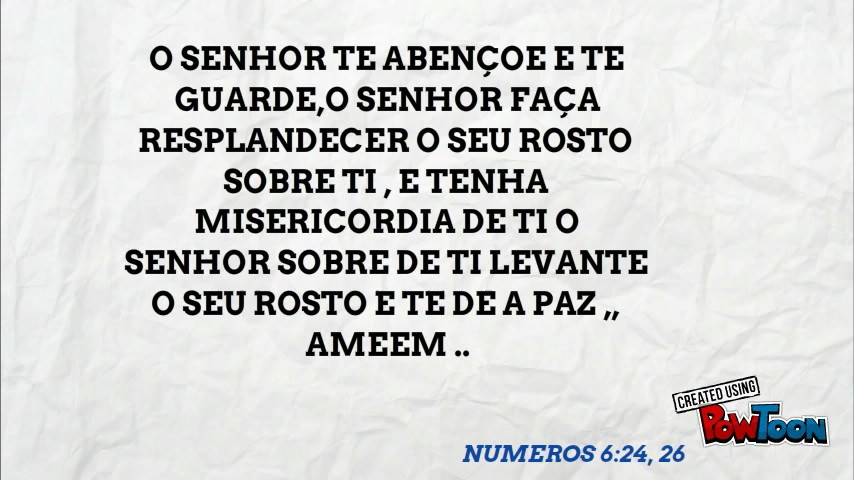 O SENHOR TE ABENÇOE E TE
GUARDE,O SENHOR FAÇA
RESPLANDECER O SEU ROSTO
SOBRE TI , E TENHA
MISERICORDIA DE TI O
SENHOR SOBRE DE TI LEVANTE
O SEU ROSTO E TE DE A PAZ ,,
AMEEM ..
CREATED USING
POWTOON
NUMEROS 6:24, 26